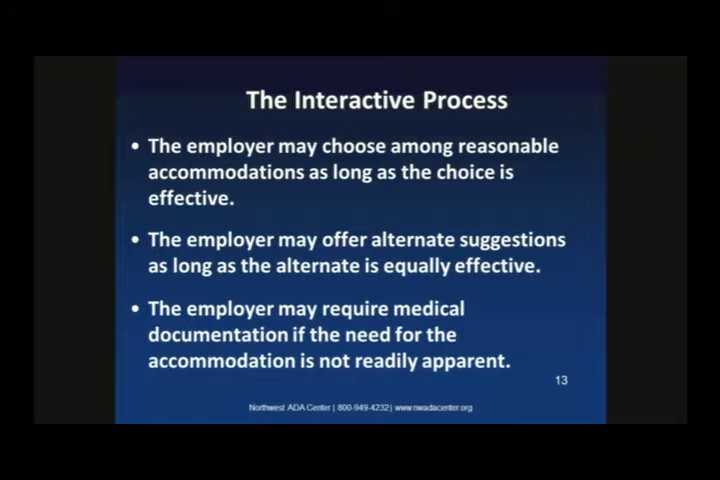 The Interactive Process
• The employer may choose among reasonable
accommodations as long as the choice is
effective.
• The employer may offer alternate suggestions
as long as the alternate is equally effective.
• The employer may require medical
documentation if the need for the
accommodation is not readily apparent.
13
Northwest ADA Center | 800-949-4232 | www.nwadacenter.org